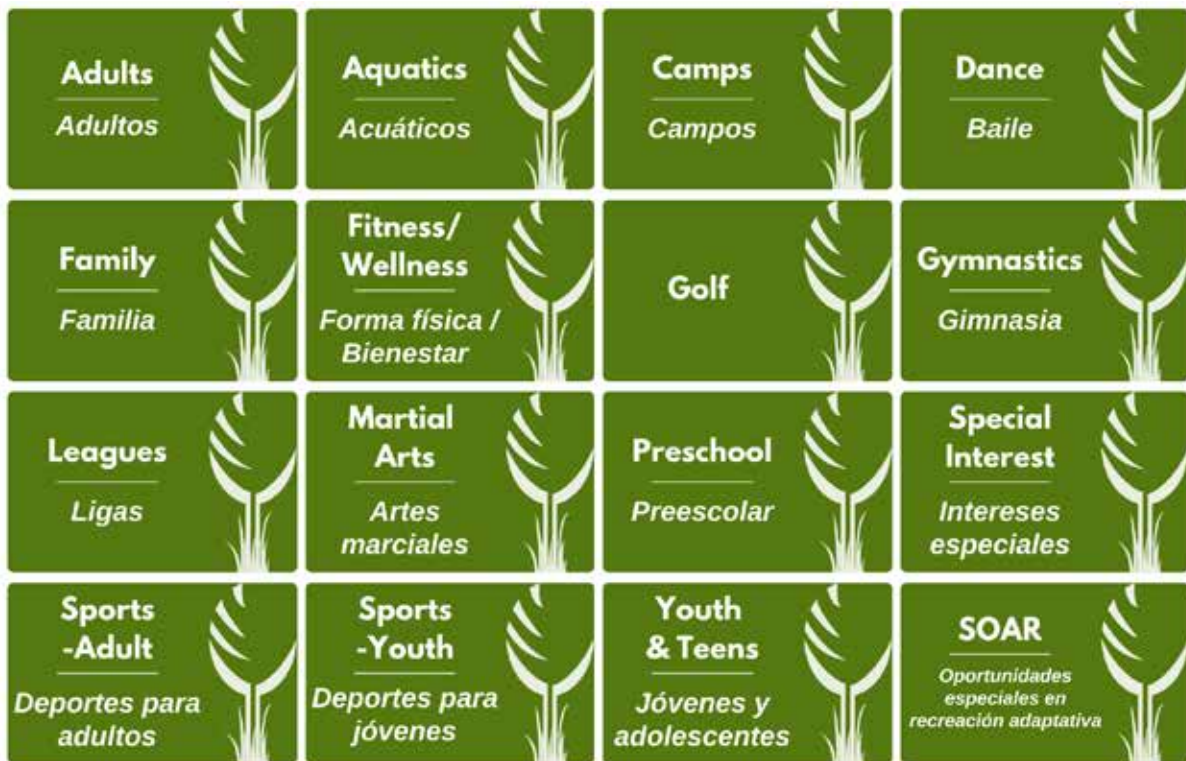 Adults
Adultos
Aquatics
Acuáticos
Camps
Campos
Dance
Baile
Family
Familia
Fitness/
Wellness
Forma física /
Bienestar
Golf
Gymnastics
Gimnasia
Leagues
Ligas
Martial
Arts
Artes
marciales
Preschool
Preescolar
Special
Interest
Intereses
especiales
Sports
-Adult
Deportes para
adultos
Sports
-Youth
Deportes para
jóvenes
Youth
& Teens
Jóvenes y
adolescentes
SOAR
Oportunidades
especiales en
recreación adaptativa